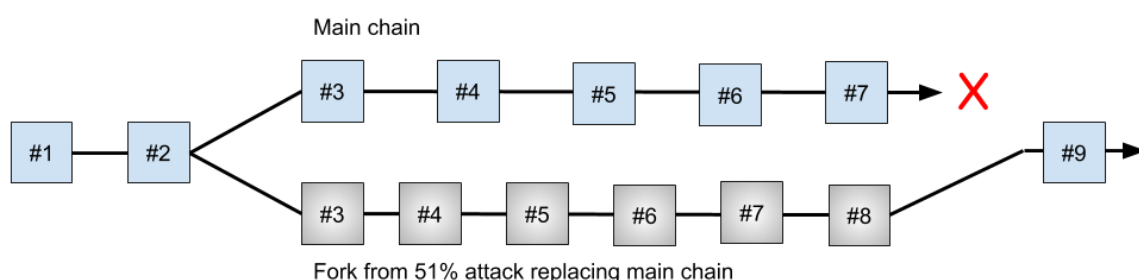 Main chain
#3 #4 #5 #6 #7 X
#1 #2 #9
#3 #4 #5 #6 #7 #8
Fork from 51% attack replacing main chain